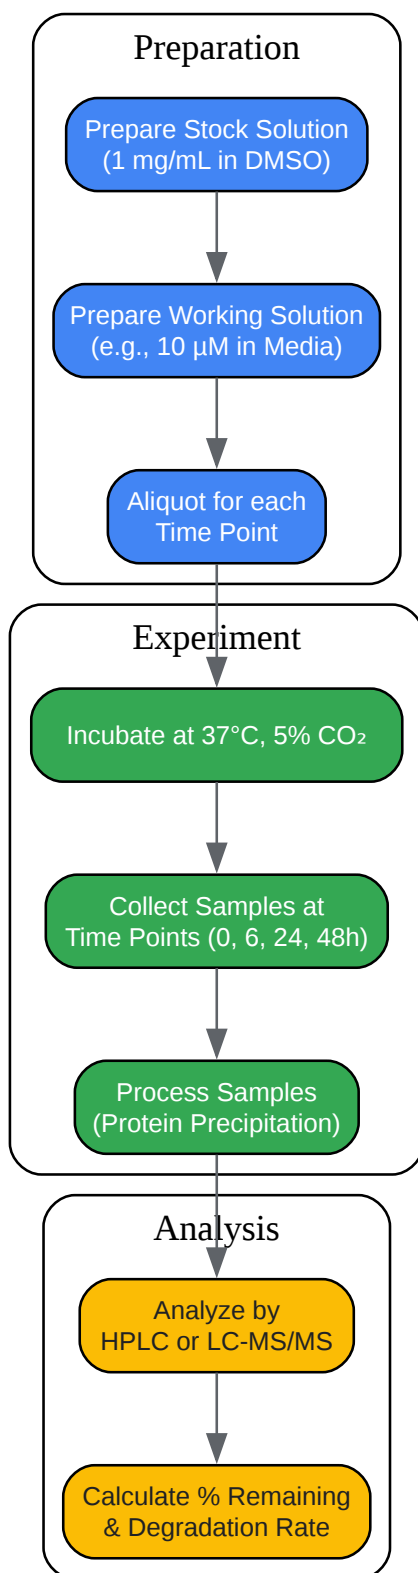 Preparation
Prepare Stock Solution
(1 mg/mL in DMSO)
Prepare Working Solution
(e.g., 10 µM in Media)
Aliquot for each
Time Point
Experiment
Incubate at 37°C, 5% CO₂
Collect Samples at
Time Points (0, 6, 24, 48h)
Process Samples
(Protein Precipitation)
Analysis
Analyze by
HPLC or LC-MS/MS
Calculate % Remaining
& Degradation Rate